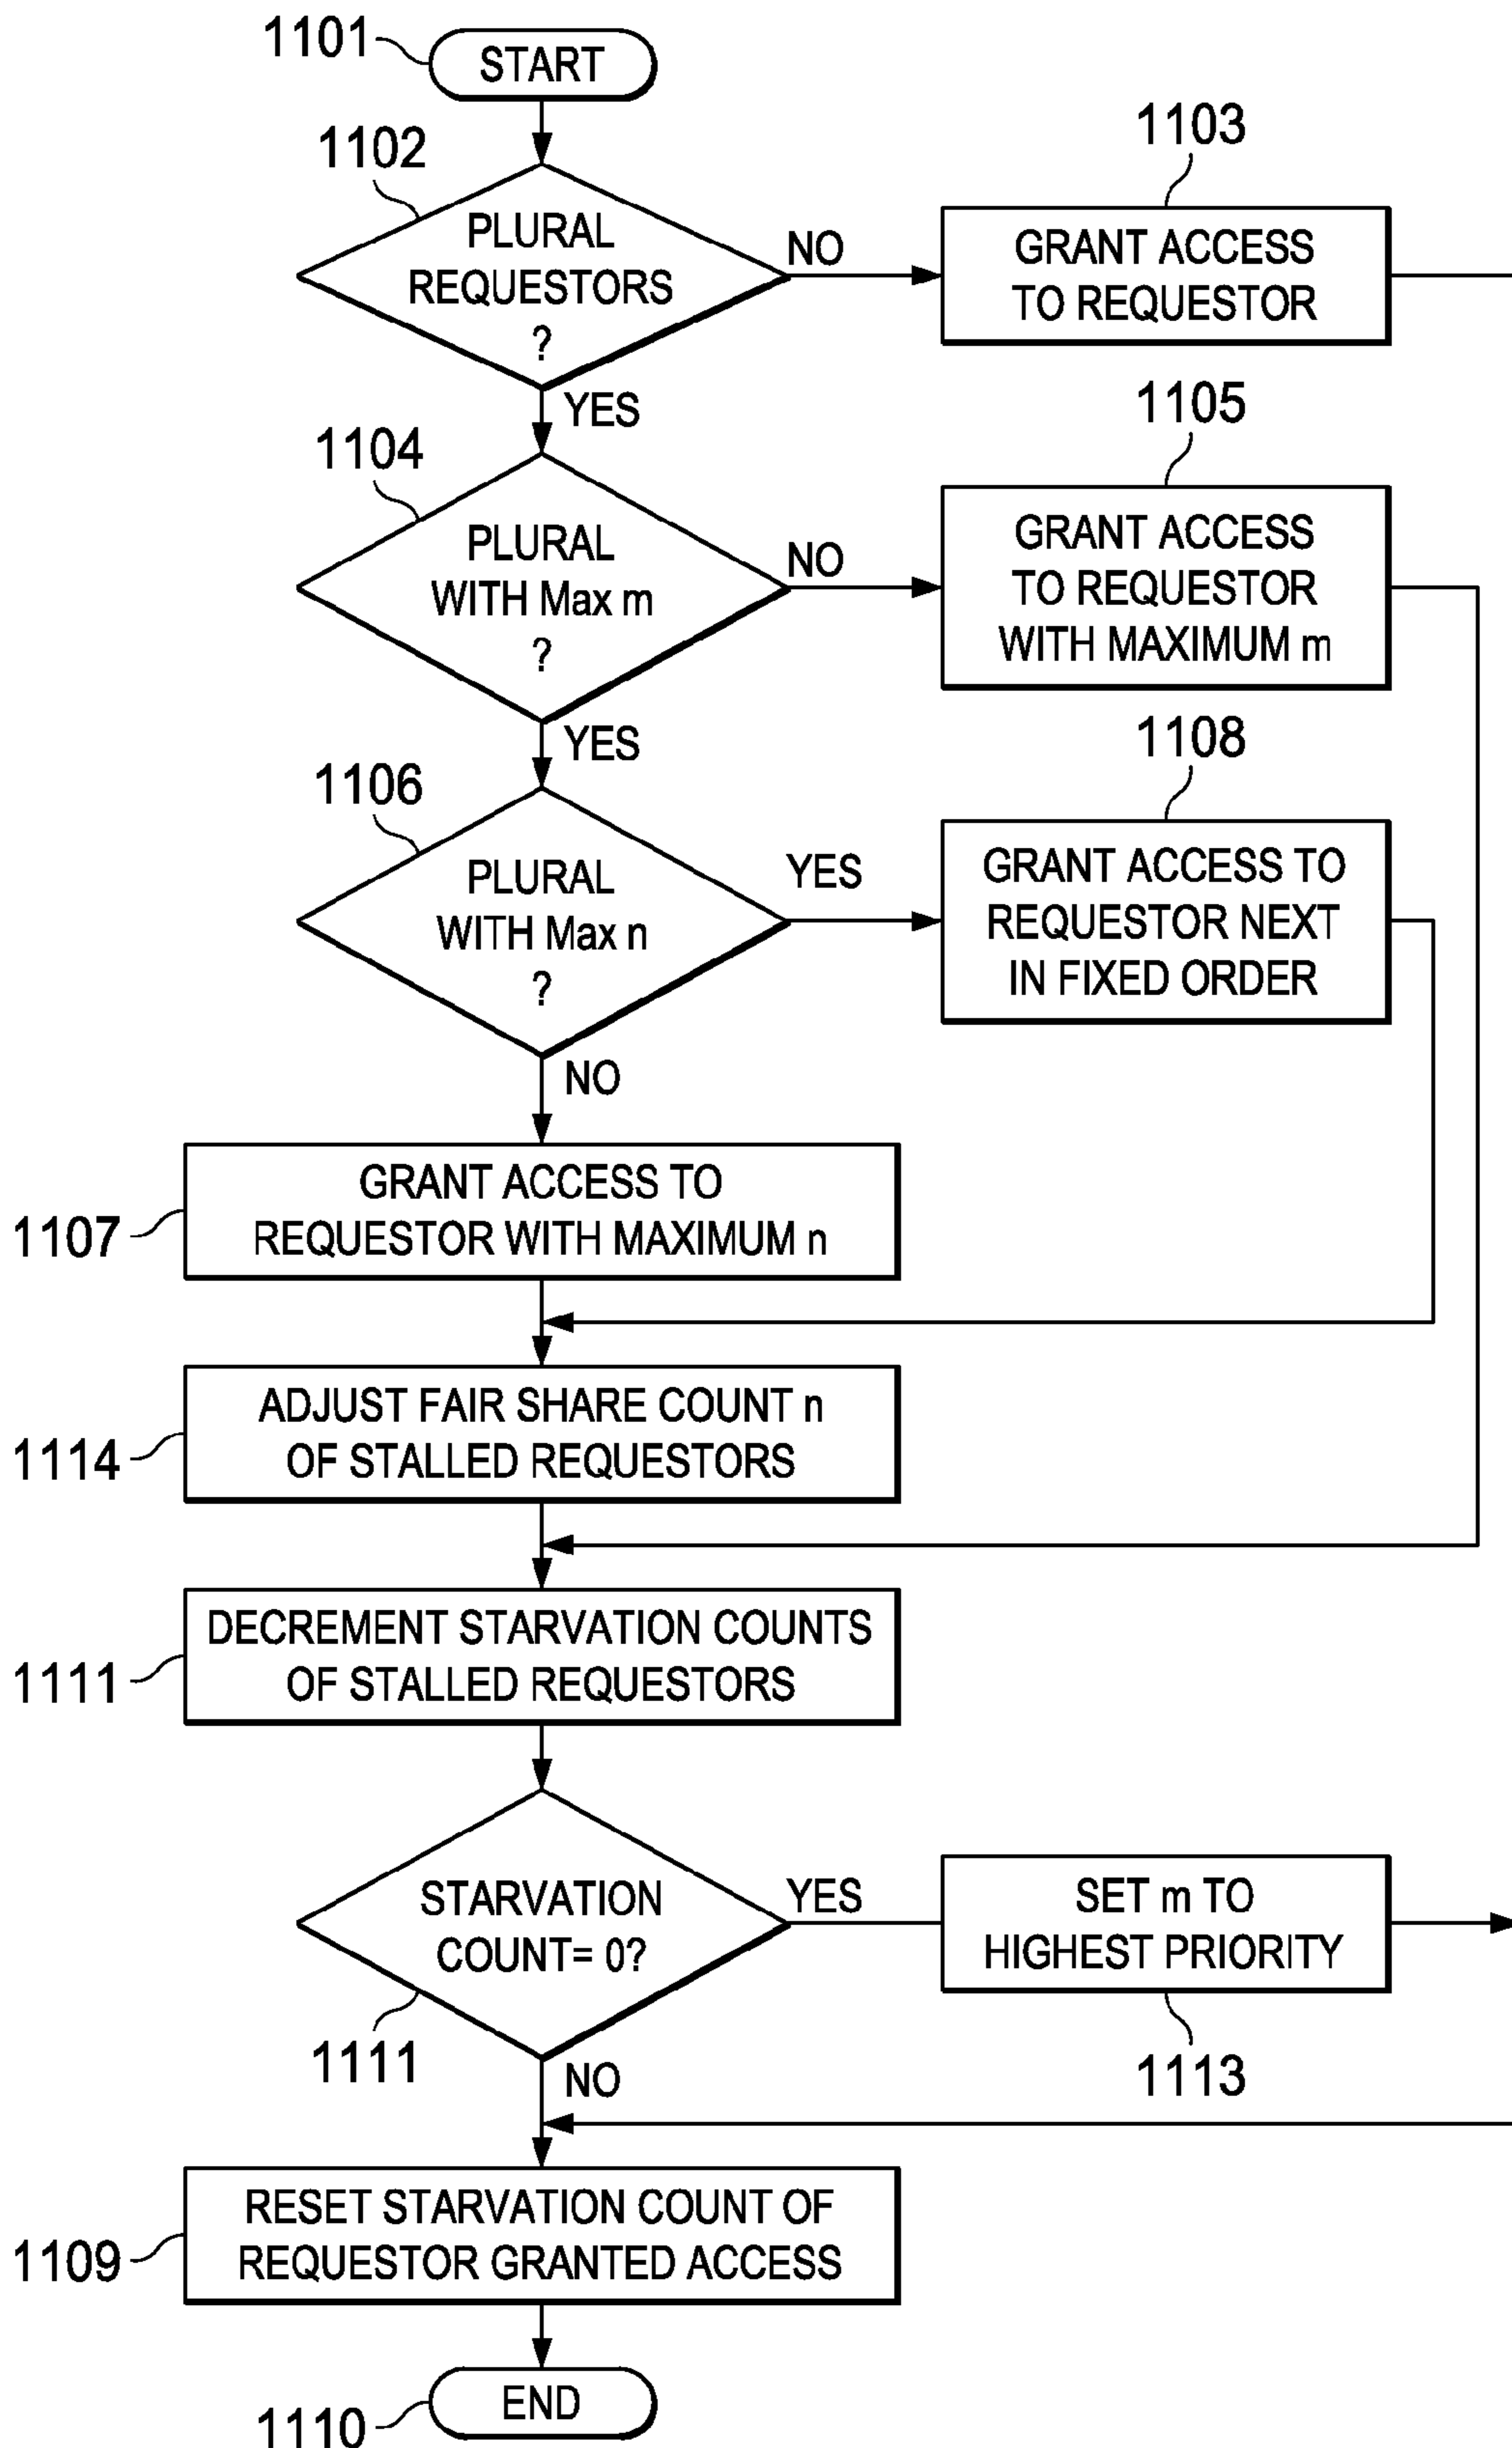 1101
START
1102
PLURAL
REQUESTORS
?
NO
YES
1103
GRANT ACCESS
TO REQUESTOR
1104
PLURAL
WITH Max m
?
NO
YES
1105
GRANT ACCESS
TO REQUESTOR
WITH MAXIMUM m
1106
PLURAL
WITH Max n
?
YES
NO
1108
GRANT ACCESS TO
REQUESTOR NEXT
IN FIXED ORDER
1107
GRANT ACCESS TO
REQUESTOR WITH MAXIMUM n
1114
ADJUST FAIR SHARE COUNT n
OF STALLED REQUESTORS
1111
DECREMENT STARVATION COUNTS
OF STALLED REQUESTORS
STARVATION
COUNT= 0?
YES
1111
NO
SET m TO
HIGHEST PRIORITY
1113
1109
RESET STARVATION COUNT OF
REQUESTOR GRANTED ACCESS
1110
END